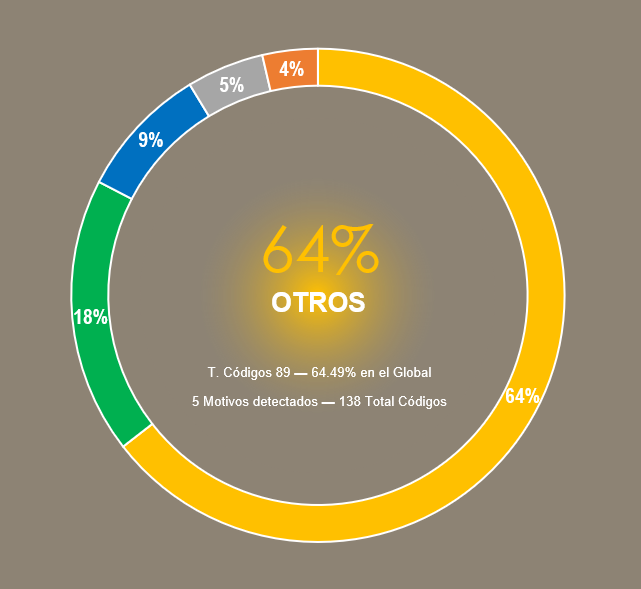 4%
5%
9%
64%
OTROS
18%
T. Códigos 89 — 64.49% en el Global
64%
5 Motivos detectados — 138 Total Códigos